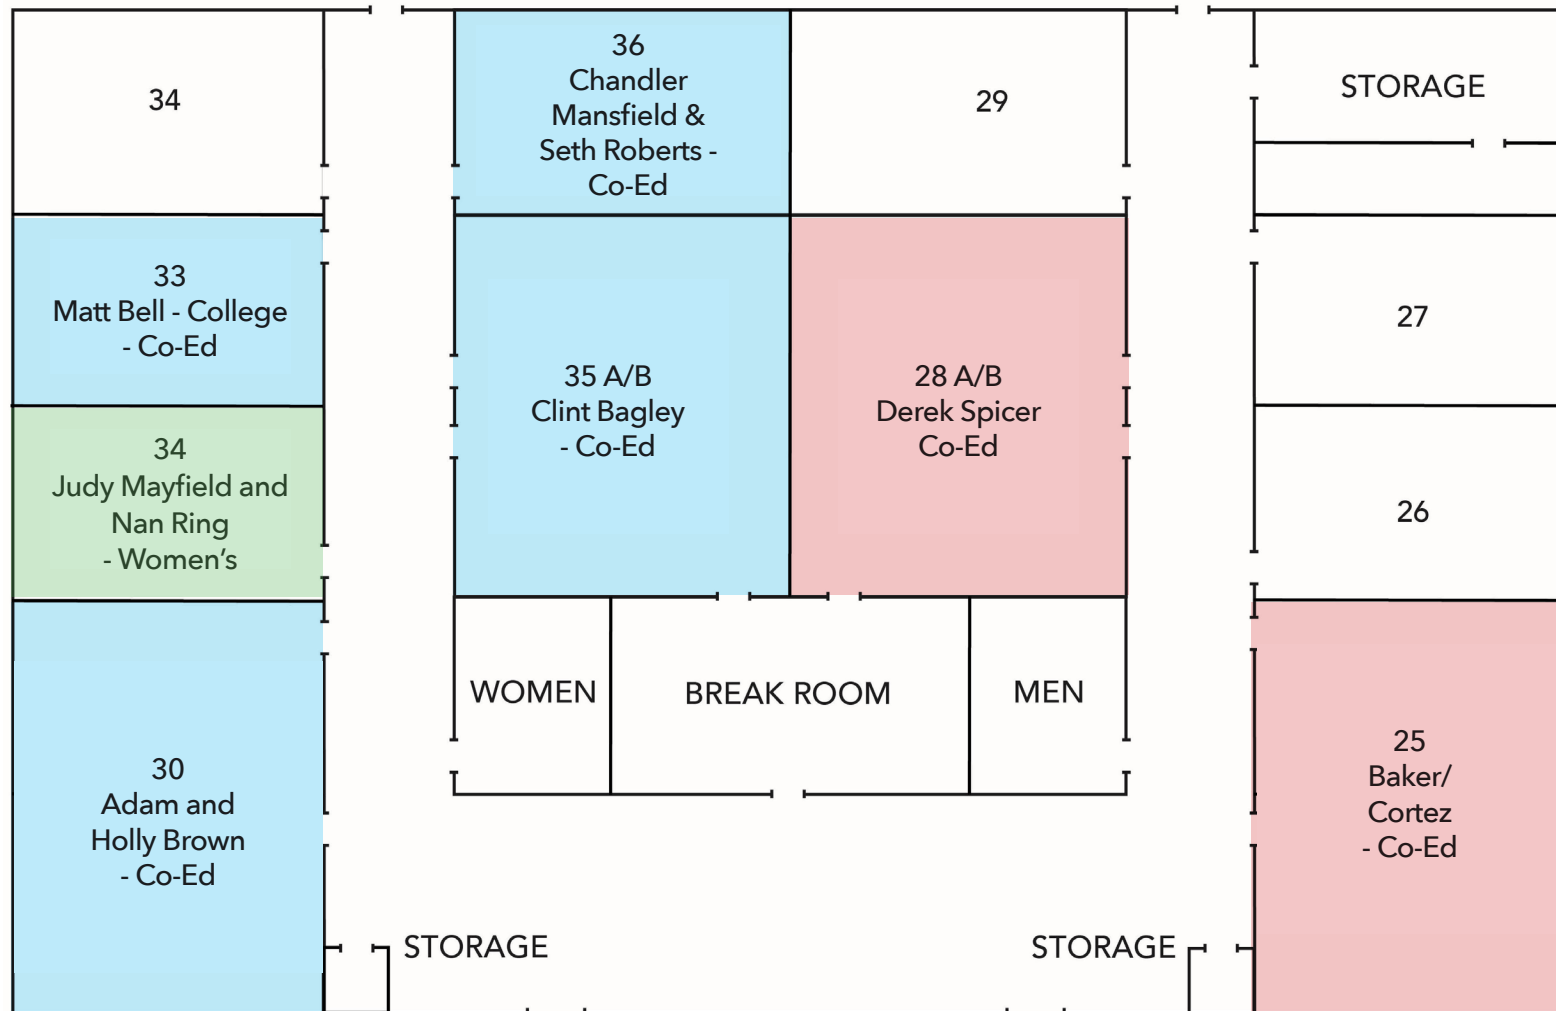 34
36
Chandler
Mansfield &
Seth Roberts -
Co-Ed
29
STORAGE
33
Matt Bell - College
- Co-Ed
35 A/B
Clint Bagley
- Co-Ed
28 A/B
Derek Spicer
Co-Ed
27
34
Judy Mayfield and
Nan Ring
- Women’s
26
WOMEN
BREAK ROOM
MEN
30
Adam and
Holly Brown
- Co-Ed
25
Baker/
Cortez
- Co-Ed
STORAGE
STORAGE